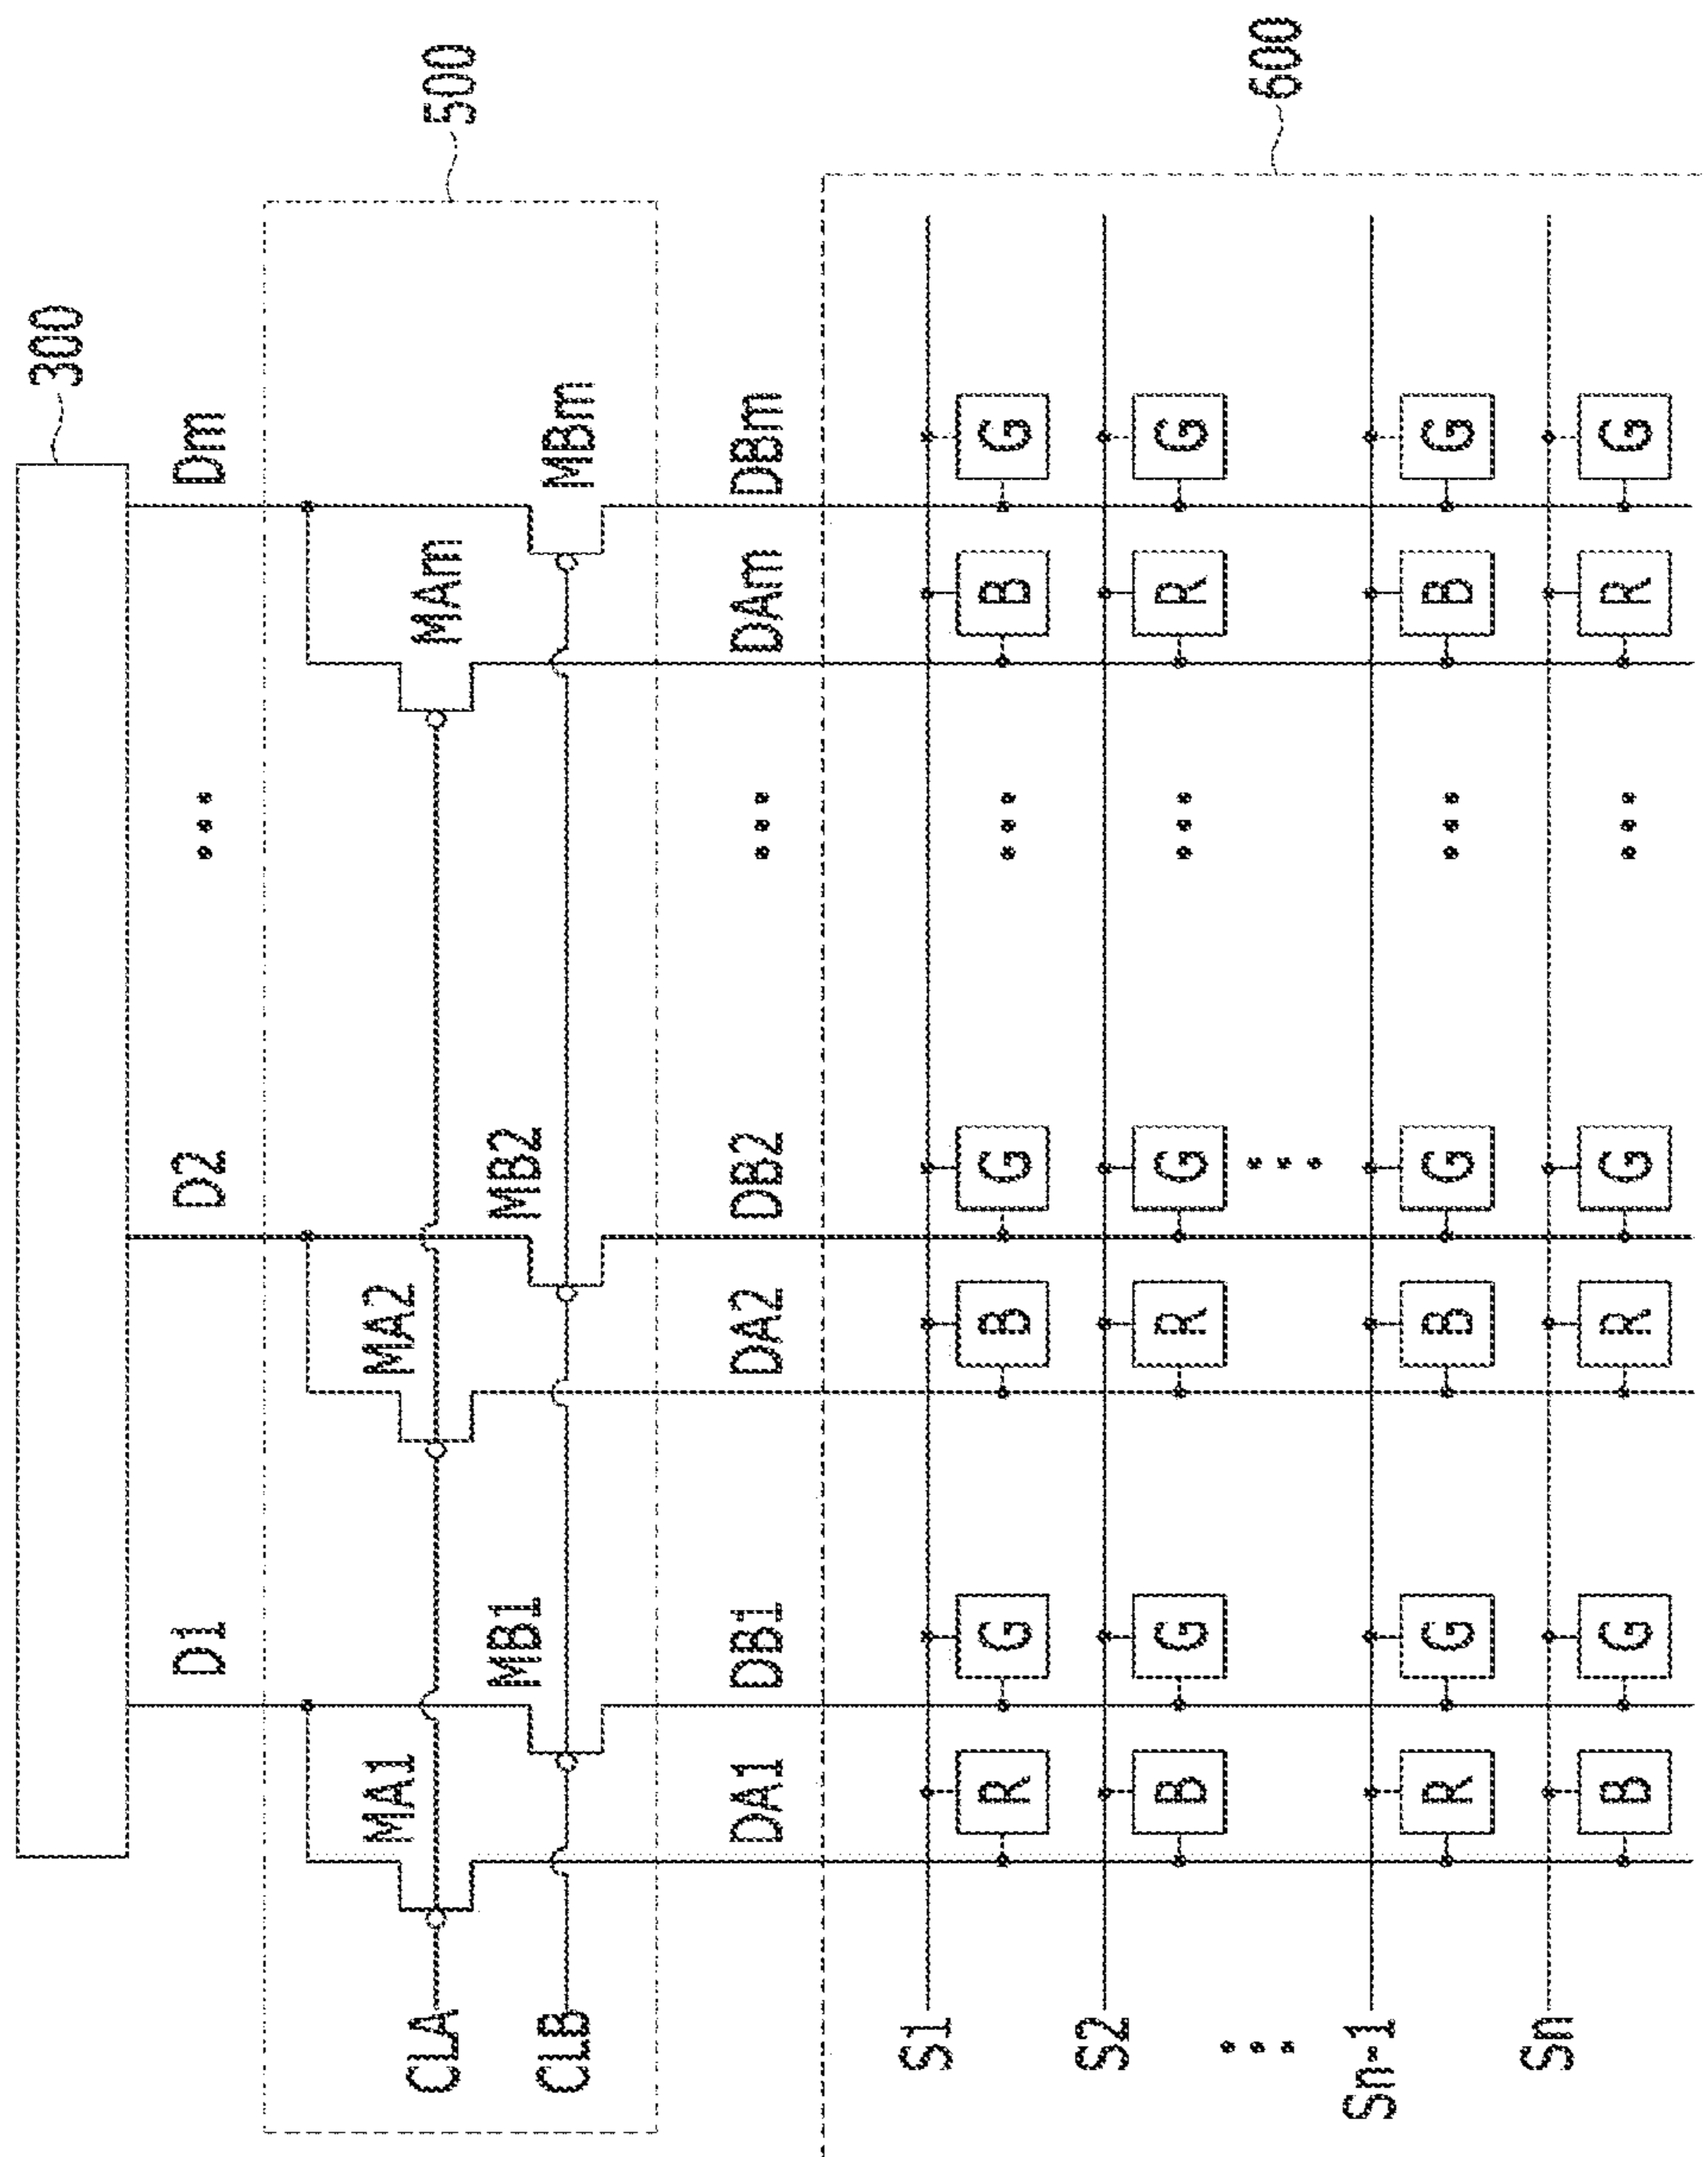 300
D1 D2 ... Dm
500
MA1 MA2 MAm
CLA
MB1 MB2 MBm
CLB
DA1 DB1 DA2 DB2 ... DAm DBm
600
S1
R G B G ... B G
S2
B G R G ... R G
...
Sn-1
R G B G ... B G
Sn
B G R G ... R G